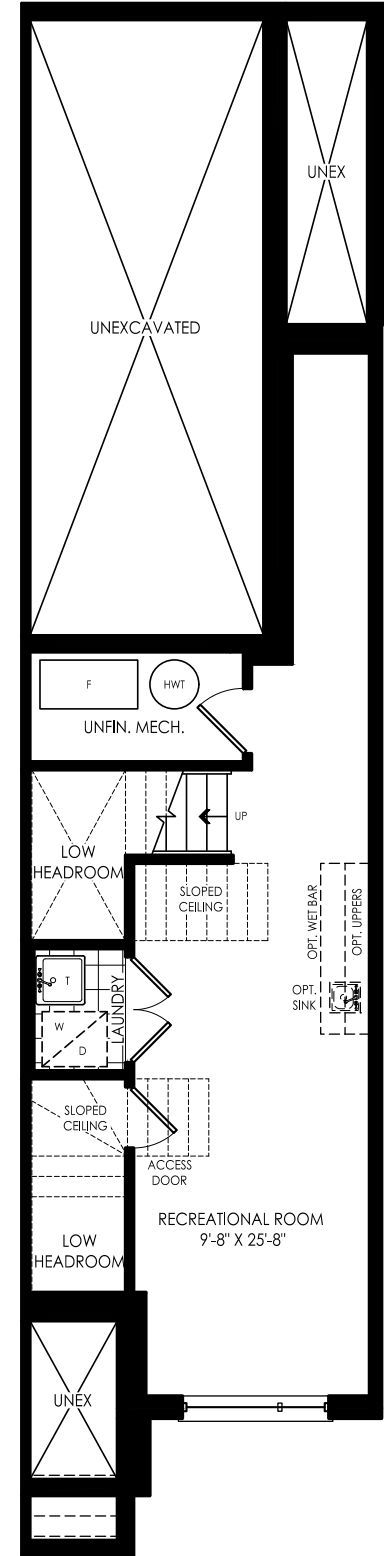 UNEX
UNEXCAVATED
F
HWT
UNFIN. MECH.
UP
LOW
HEADROOM
SLOPED
CEILING
OPT. WET BAR
OPT. UPPERS
OPT.
SINK
T
W
D
LAUNDRY
SLOPED
CEILING
ACCESS
DOOR
LOW
HEADROOM
RECREATIONAL ROOM
9'-8" X 25'-8"
UNEX